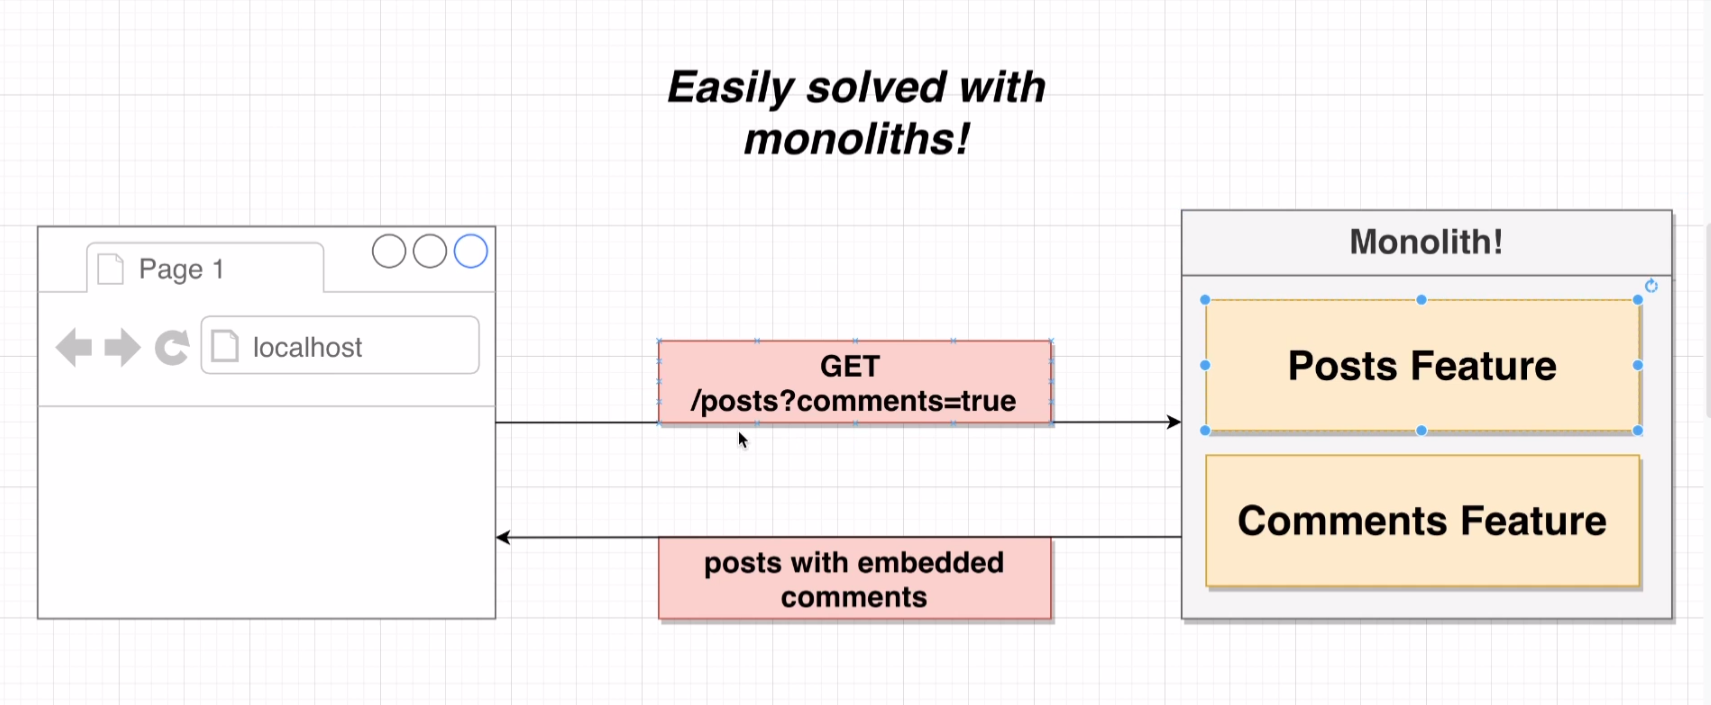 Easily solved with
monoliths!
Page 1
localhost
GET
/posts?comments=true
posts with embedded
comments
Monolith!
Posts Feature
Comments Feature